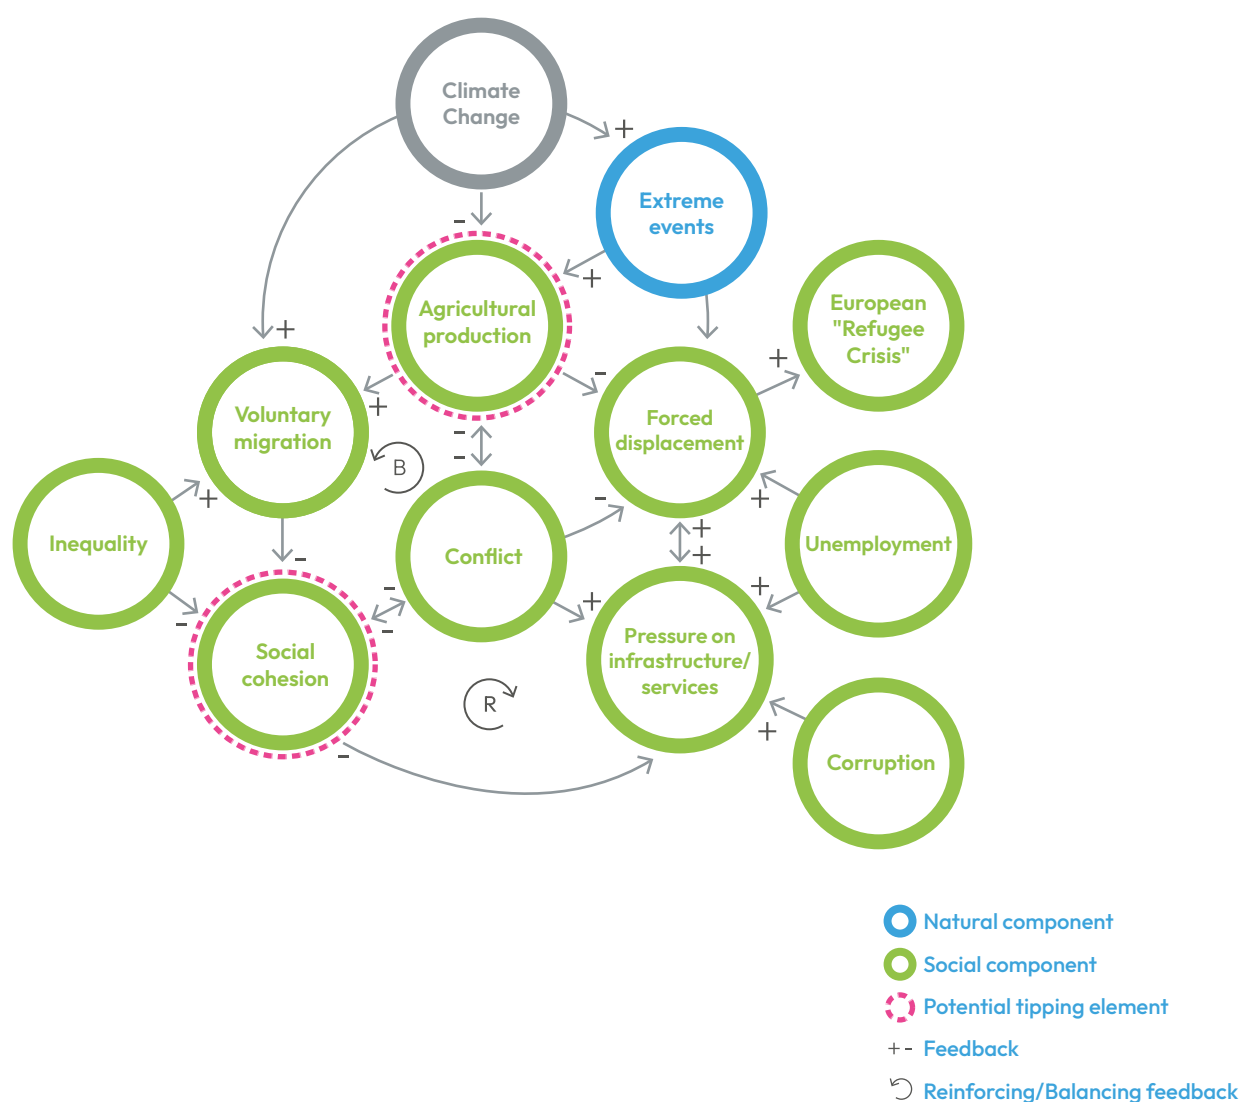 Climate
Change
+
Extreme
events
-
+
Agricultural
production
European
"Refugee
Crisis"
+
+
-
Voluntary
migration
+
Forced
displacement
-
-
B
Inequality
+
Conflict
-
+
+
Unemployment
+
-
-
-
-
+
+
Social
cohesion
Pressure on
infrastructure/
services
R
-
+
Corruption
Natural component
Social component
Potential tipping element
+ - Feedback
Reinforcing/Balancing feedback